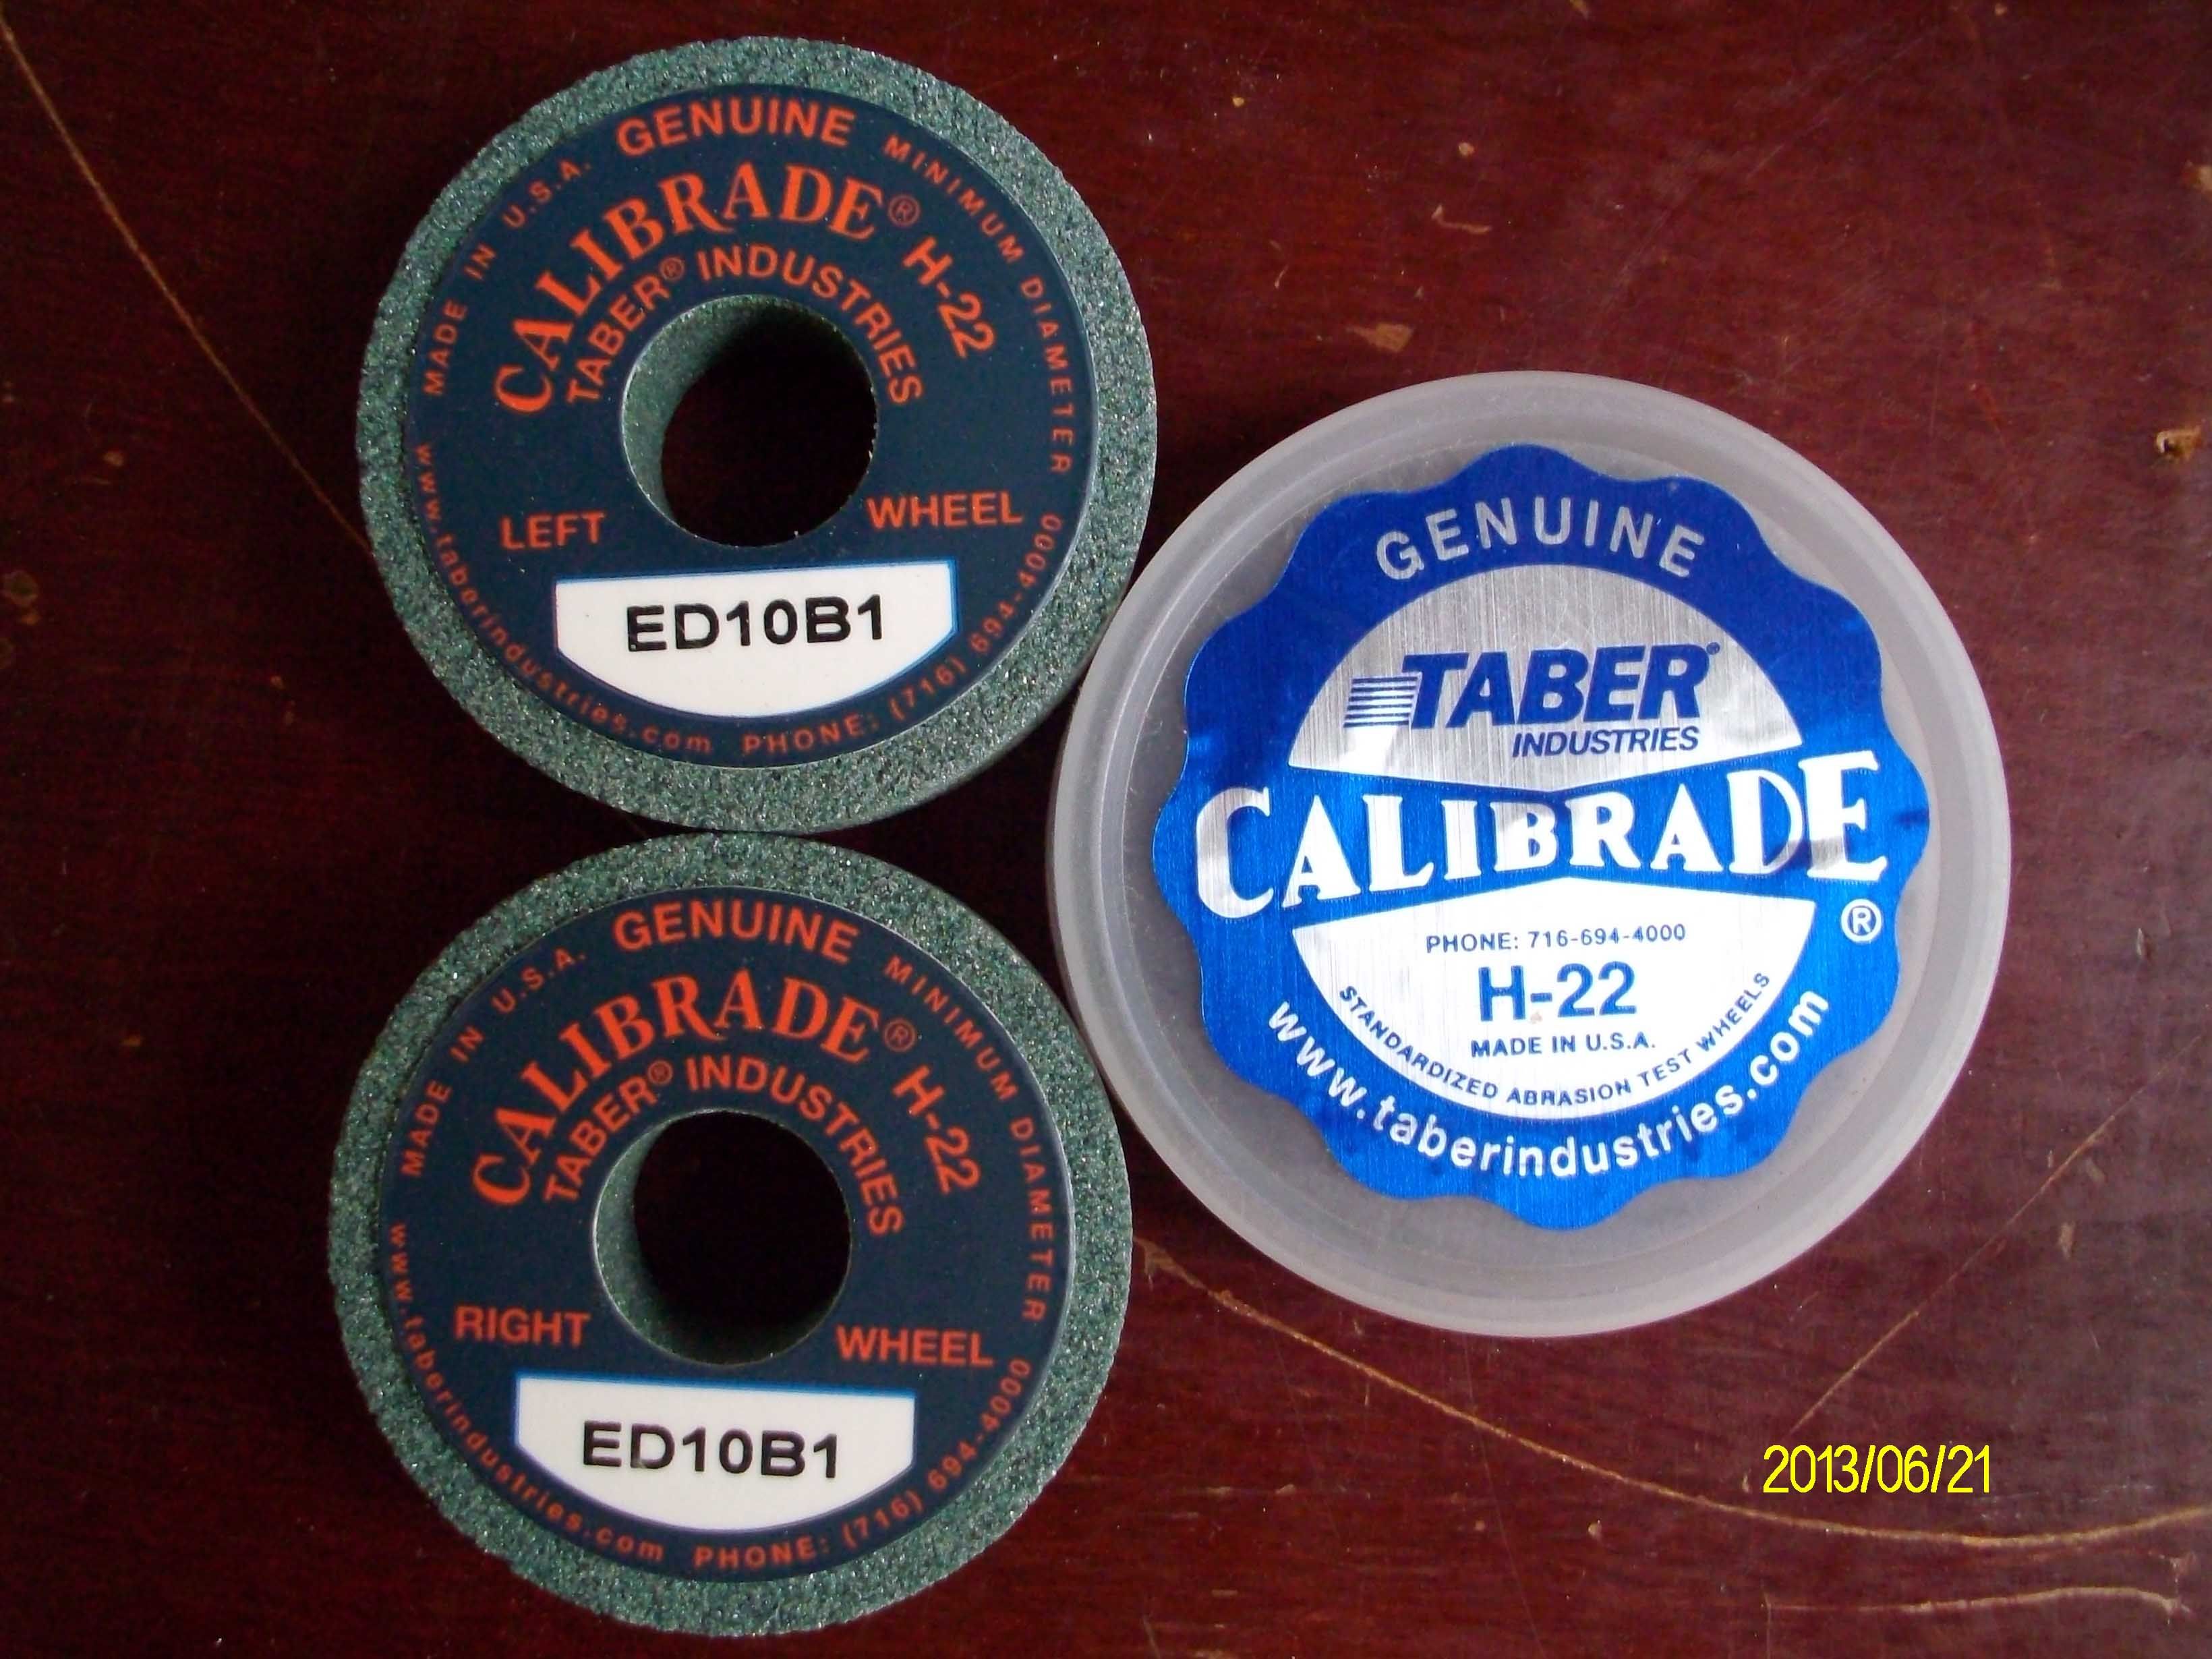 GENUINE
MADE IN U.S.A.
MINIMUM DIAMETER
CALIBRADE® H-22
TABER® INDUSTRIES
LEFT WHEEL
ED10B1
www.taberindustries.com PHONE: (716) 694-4000
GENUINE
MADE IN U.S.A.
MINIMUM DIAMETER
CALIBRADE® H-22
TABER® INDUSTRIES
RIGHT WHEEL
ED10B1
www.taberindustries.com PHONE: (716) 694-4000
GENUINE
TABER®
INDUSTRIES
CALIBRADE®
PHONE: 716-694-4000
H-22
MADE IN U.S.A.
STANDARDIZED ABRASION TEST WHEELS
www.taberindustries.com
2013/06/21